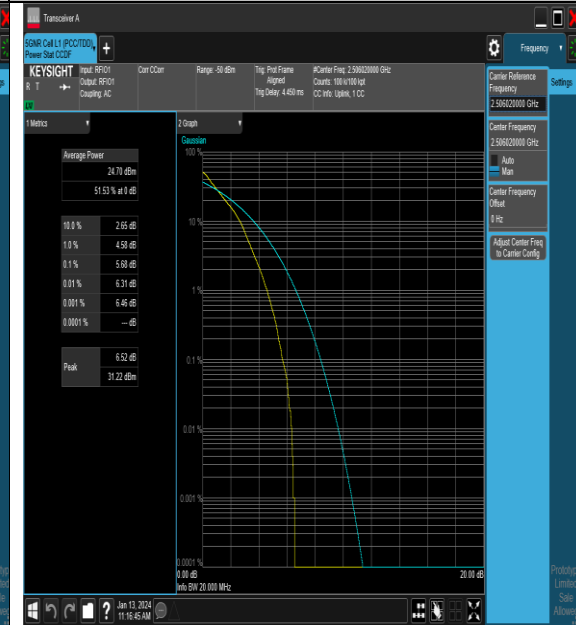 Transceiver A
5GNR Cell L1 (PCC/TDD),
Power Stat CCDF
Frequency
KEYSIGHT
R T
Input: RFIO1
Output: RFIO1
Coupling: AC
Corr CCorr
Range: -50 dBm
Trig: Prot Frame
Aligned
Trig Delay: 4.450 ms
#Center Freq: 2.506020000 GHz
Counts: 100 k/100 kpt
CC Info: Uplink, 1 CC
1 Metrics
Average Power
24.70 dBm
51.53 % at 0 dB
10.0 % 2.65 dB
1.0 % 4.58 dB
0.1 % 5.68 dB
0.01 % 6.31 dB
0.001 % 6.46 dB
0.0001 % --- dB
Peak
6.52 dB
31.22 dBm
2 Graph
Gaussian
100 %
10 %
1 %
0.1 %
0.01 %
0.001 %
0.0001 %
0.00 dB
20.00 dB
Info BW 20.000 MHz
Carrier Reference
Frequency
2.506020000 GHz
Center Frequency
2.506020000 GHz
Auto
Man
Center Frequency
Offset
0 Hz
Adjust Center Freq
to Carrier Config
Settings
Jan 13, 2024
11:16:45 AM